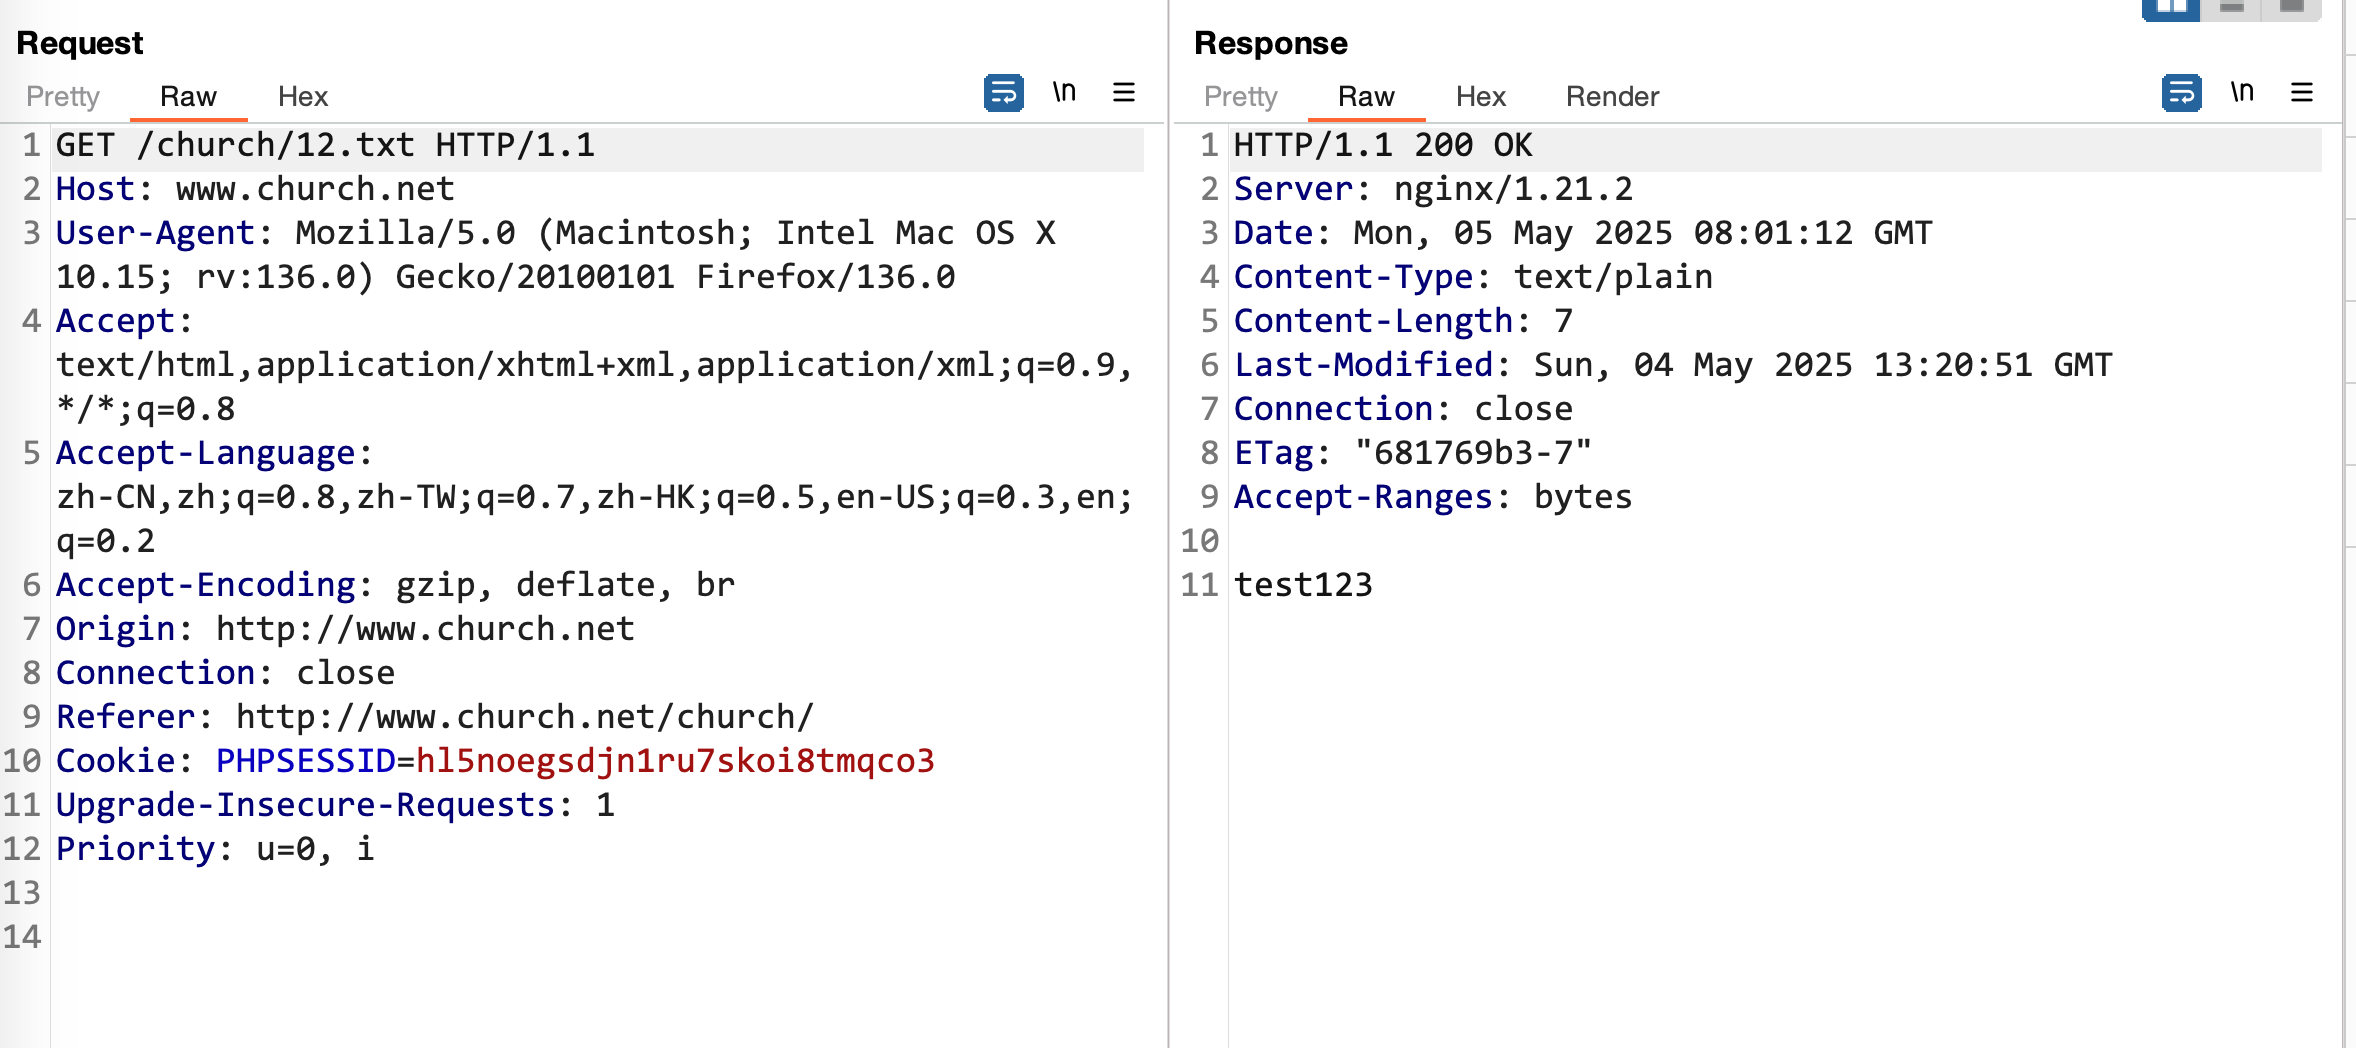 Request
Pretty Raw Hex \n
1 GET /church/12.txt HTTP/1.1
2 Host: www.church.net
3 User-Agent: Mozilla/5.0 (Macintosh; Intel Mac OS X
10.15; rv:136.0) Gecko/20100101 Firefox/136.0
4 Accept:
text/html,application/xhtml+xml,application/xml;q=0.9,
*/*;q=0.8
5 Accept-Language:
zh-CN,zh;q=0.8,zh-TW;q=0.7,zh-HK;q=0.5,en-US;q=0.3,en;
q=0.2
6 Accept-Encoding: gzip, deflate, br
7 Origin: http://www.church.net
8 Connection: close
9 Referer: http://www.church.net/church/
10 Cookie: PHPSESSID=hl5noegsdjn1ru7skoi8tmqco3
11 Upgrade-Insecure-Requests: 1
12 Priority: u=0, i
13
14
Response
Pretty Raw Hex Render \n
1 HTTP/1.1 200 OK
2 Server: nginx/1.21.2
3 Date: Mon, 05 May 2025 08:01:12 GMT
4 Content-Type: text/plain
5 Content-Length: 7
6 Last-Modified: Sun, 04 May 2025 13:20:51 GMT
7 Connection: close
8 ETag: "681769b3-7"
9 Accept-Ranges: bytes
10
11 test123